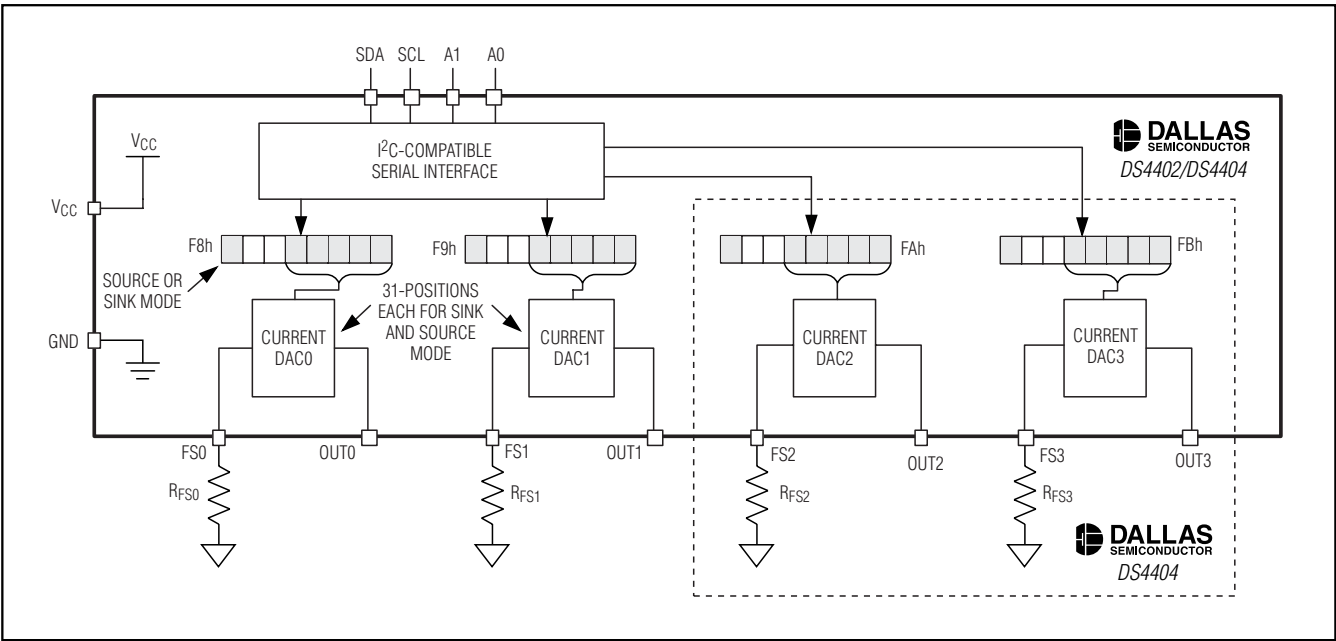 SDA SCL A1 A0
I2C-COMPATIBLE
SERIAL INTERFACE
DALLAS
SEMICONDUCTOR
DS4402/DS4404
VCC
VCC
F8h
F9h
FAh
FBh
SOURCE OR
SINK MODE
31-POSITIONS
EACH FOR SINK
AND SOURCE
MODE
GND
CURRENT
DAC0
CURRENT
DAC1
CURRENT
DAC2
CURRENT
DAC3
FS0 OUT0 FS1 OUT1 FS2 OUT2 FS3 OUT3
RFS0 RFS1 RFS2 RFS3
DALLAS
SEMICONDUCTOR
DS4404